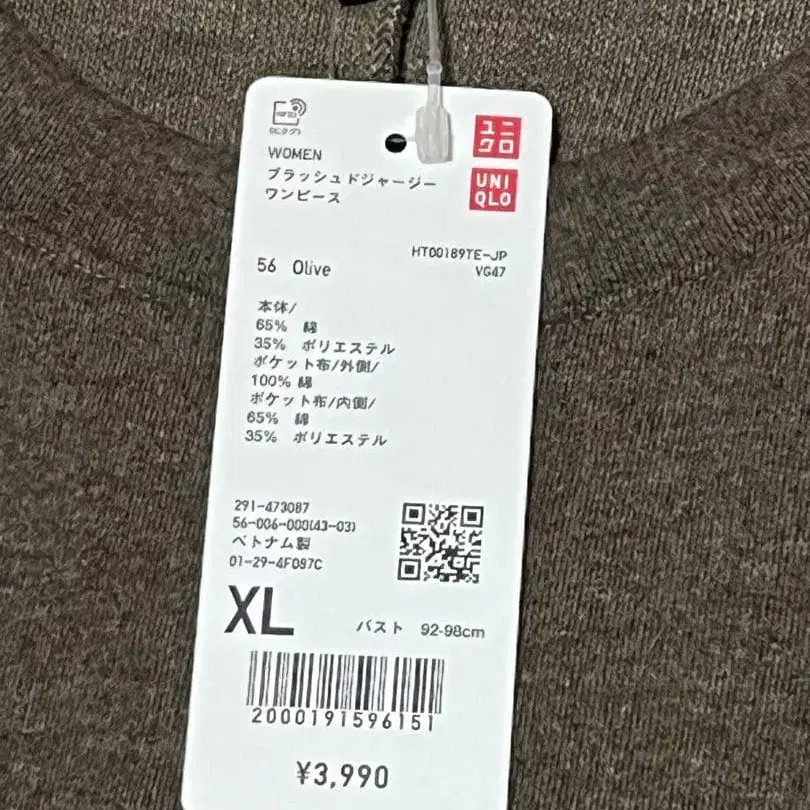 ユニ
クロ
WOMEN
ブラッシュドジャージー
ワンピース
UNI
QLO
HT00189TE-JP
56 Olive
VG47
本体/
65% 綿
35% ポリエステル
ポケット布/外側/
100% 綿
ポケット布/内側/
65% 綿
35% ポリエステル
291-473087
56-006-000(43-03)
ベトナム製
01-29-4F087C
XL バスト 92-98cm
2000191596151
¥3,990